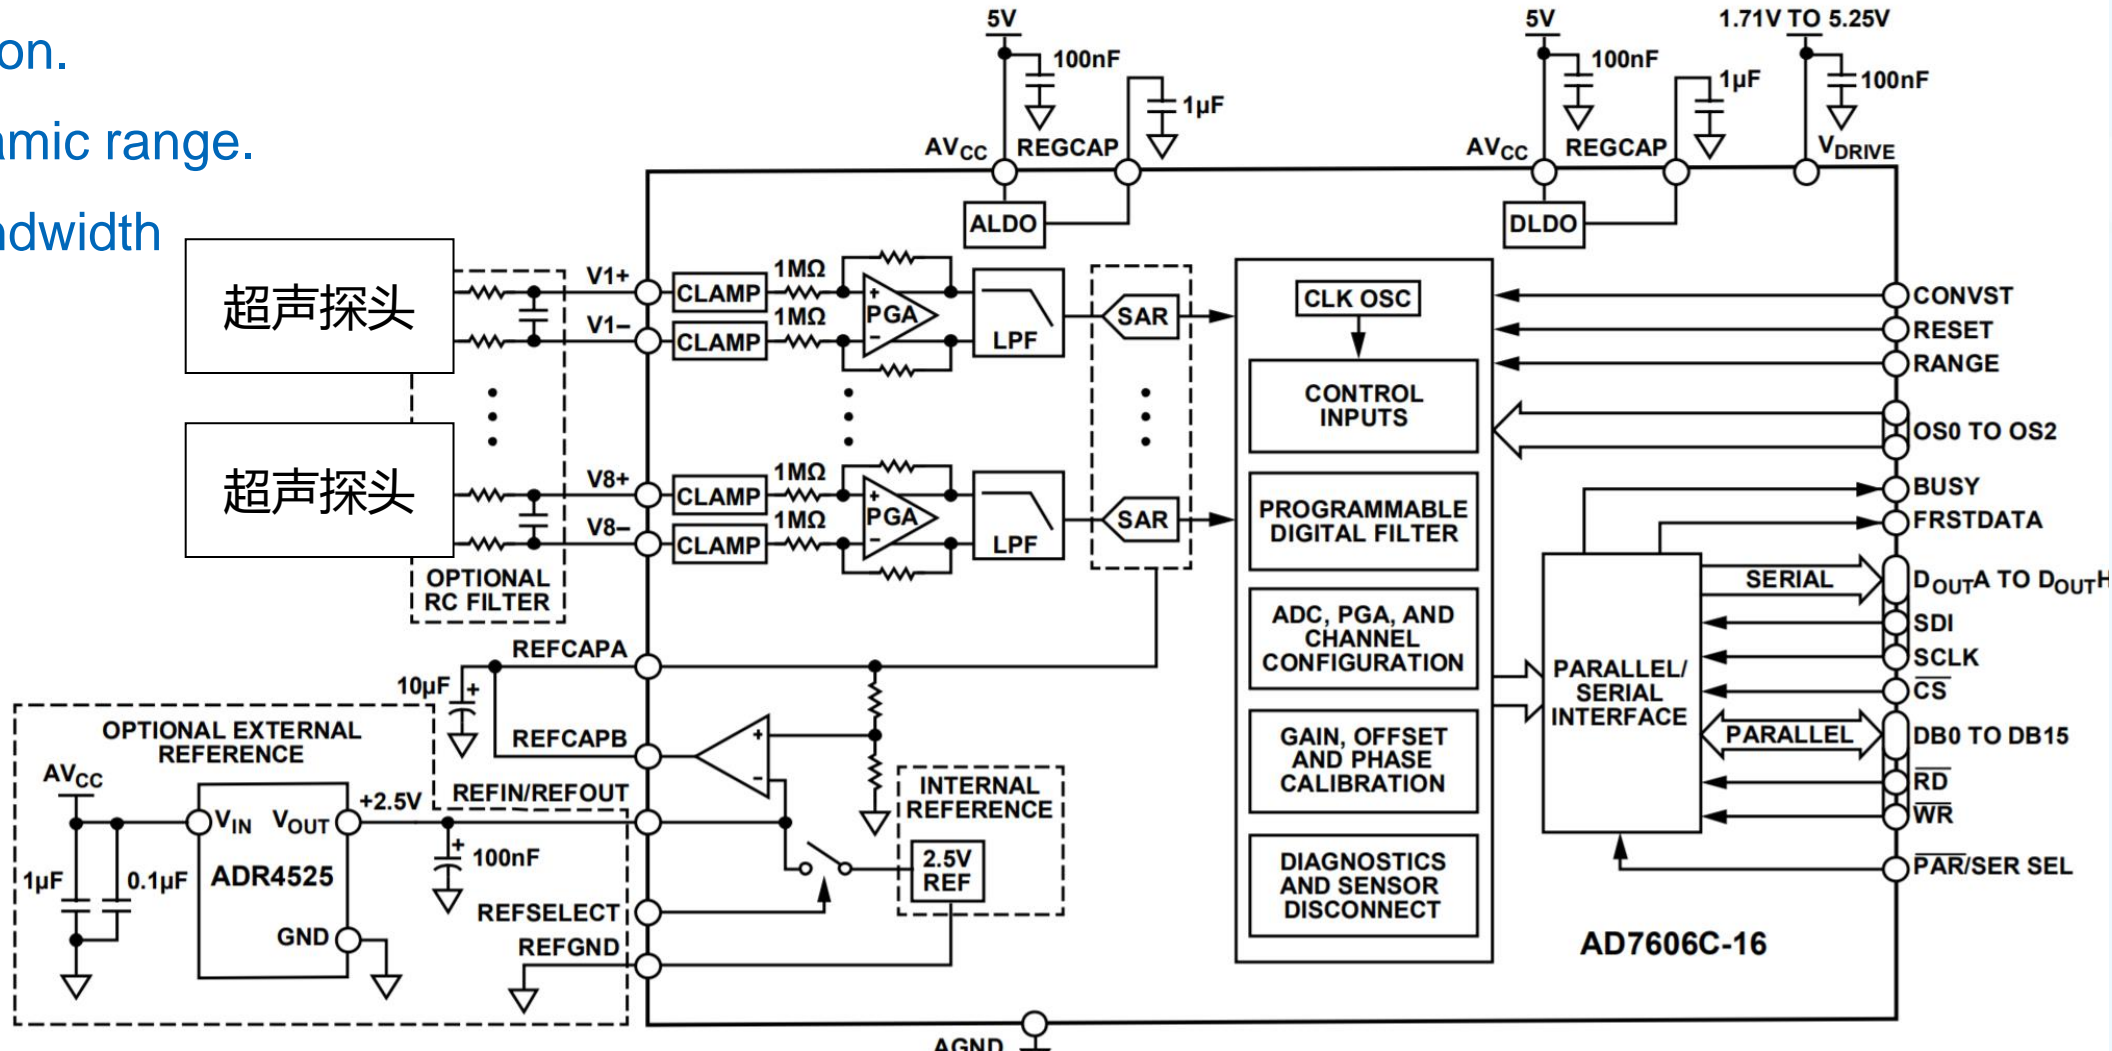 on.
amic range.
ndwidth
5V
100nF
1µF
5V
100nF
1µF
1.71V TO 5.25V
100nF
AVCC
REGCAP
AVCC
REGCAP
VDRIVE
ALDO
DLDO
超声探头
V1+
V1–
CLAMP
CLAMP
1MΩ
1MΩ
+
PGA
–
LPF
SAR
超声探头
V8+
V8–
CLAMP
CLAMP
1MΩ
1MΩ
+
PGA
–
LPF
SAR
OPTIONAL
RC FILTER
CLK OSC
CONTROL
INPUTS
PROGRAMMABLE
DIGITAL FILTER
ADC, PGA, AND
CHANNEL
CONFIGURATION
GAIN, OFFSET
AND PHASE
CALIBRATION
DIAGNOSTICS
AND SENSOR
DISCONNECT
PARALLEL/
SERIAL
INTERFACE
SERIAL
PARALLEL
CONVST
RESET
RANGE
OS0 TO OS2
BUSY
FRSTDATA
DOUTA TO DOUTH
SDI
SCLK
CS
DB0 TO DB15
RD
WR
PAR/SER SEL
REFCAPA
10µF
+
REFCAPB
+
–
OPTIONAL EXTERNAL
REFERENCE
AVCC
REFIN/REFOUT
+2.5V
VIN
VOUT
ADR4525
GND
1µF
0.1µF
+
100nF
INTERNAL
REFERENCE
2.5V
REF
REFSELECT
REFGND
AD7606C-16
AGND